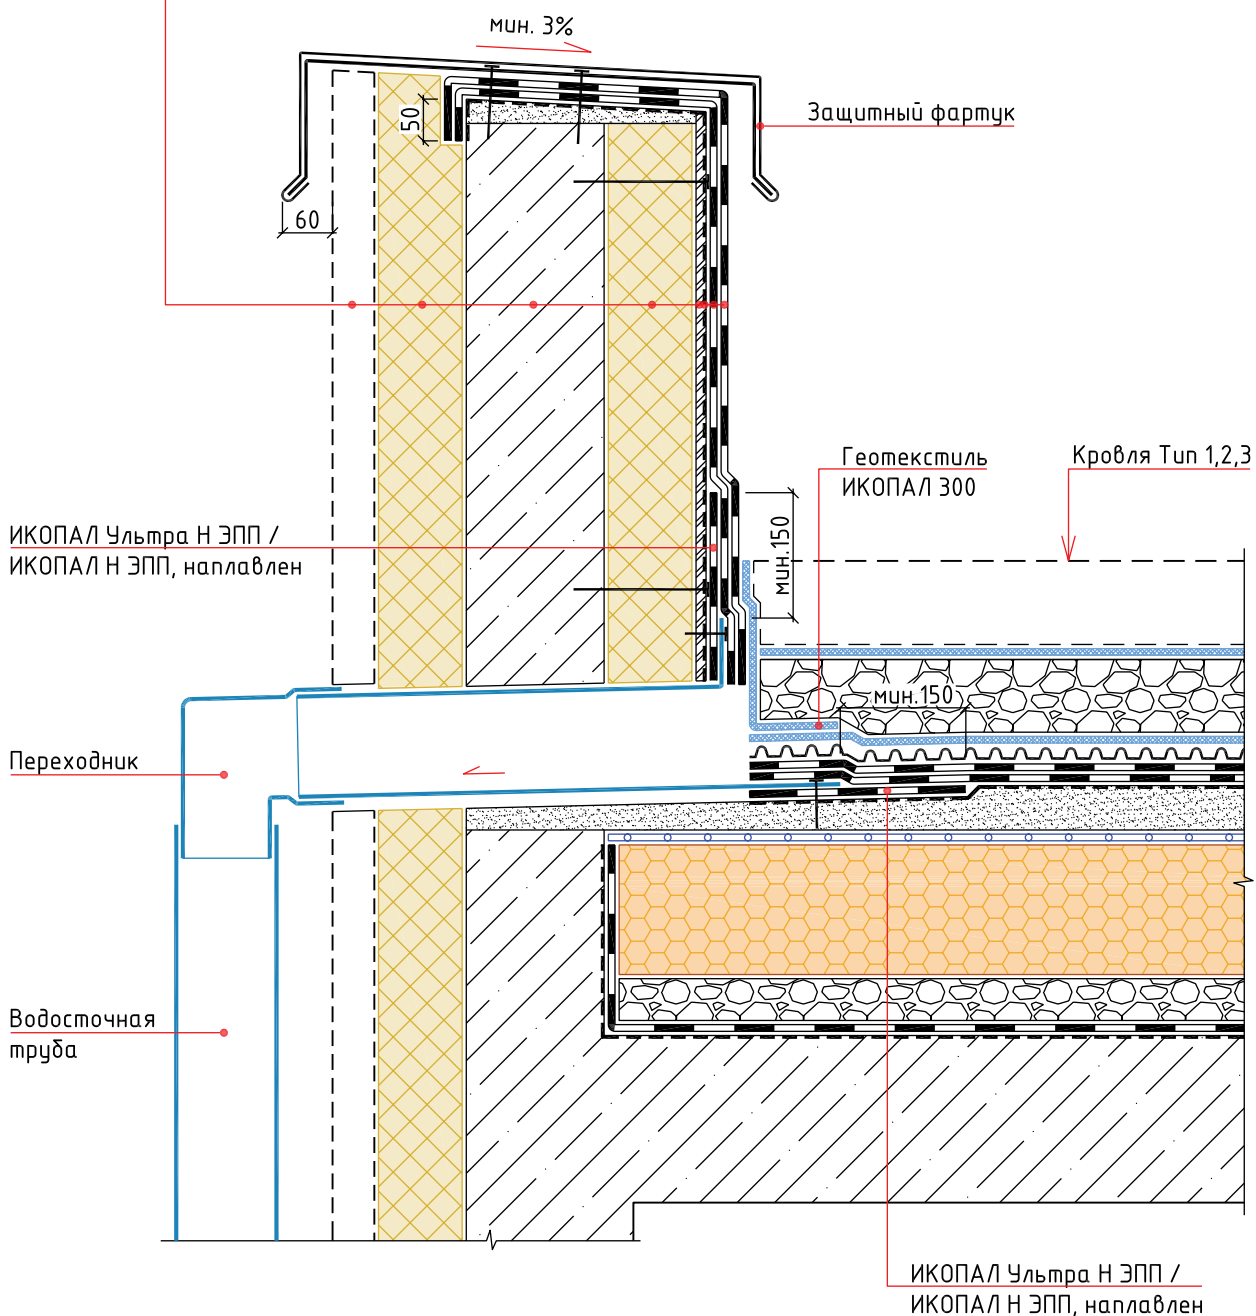 мин. 3%
Защитный фартук
50
60
Геотекстиль
ИКОПАЛ 300
Кровля Тип 1,2,3
ИКОПАЛ Ультра Н ЭПП /
ИКОПАЛ Н ЭПП, наплавлен
мин.150
мин.150
Переходник
Водосточная
труба
ИКОПАЛ Ультра Н ЭПП /
ИКОПАЛ Н ЭПП, наплавлен